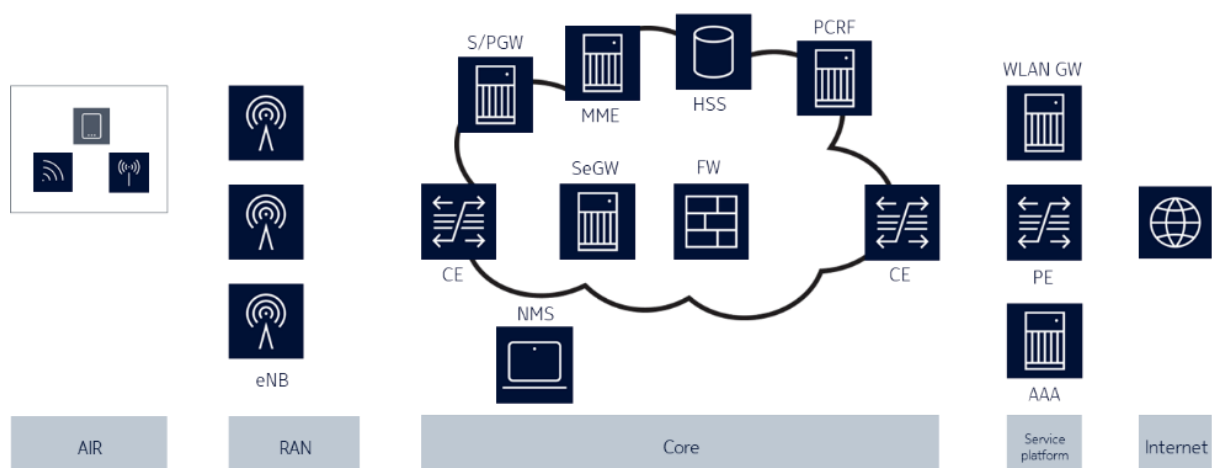 S/PGW
MME
HSS
PCRF
WLAN GW
SeGW
FW
CE
CE
PE
NMS
eNB
AAA
AIR
RAN
Core
Service
platform
Internet